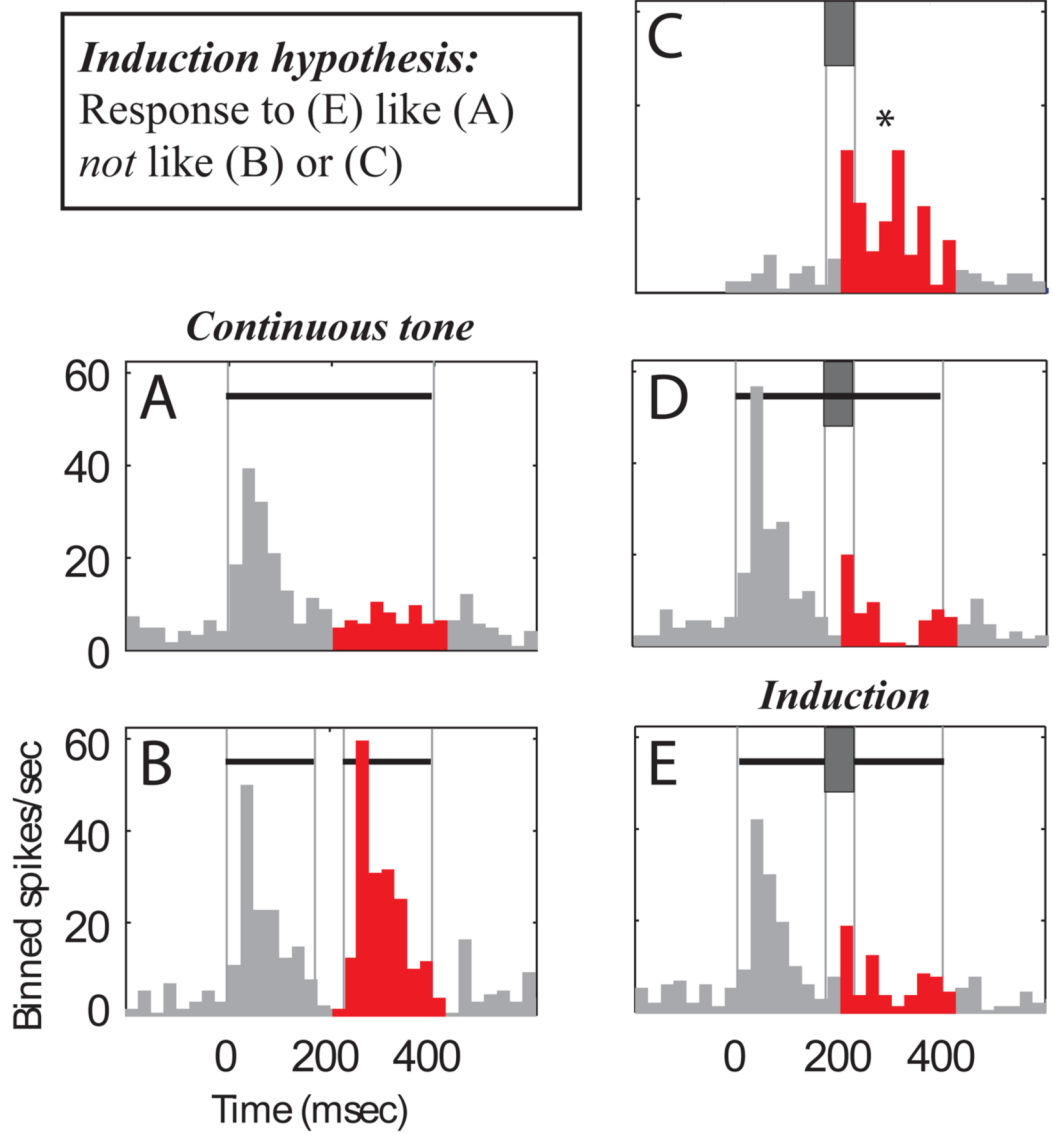 Induction hypothesis:
Response to (E) like (A)
not like (B) or (C)
C
*
Continuous tone
A
60
40
20
0
D
B
60
40
20
0
Binned spikes/sec
0 200 400
Time (msec)
Induction
E
0 200 400